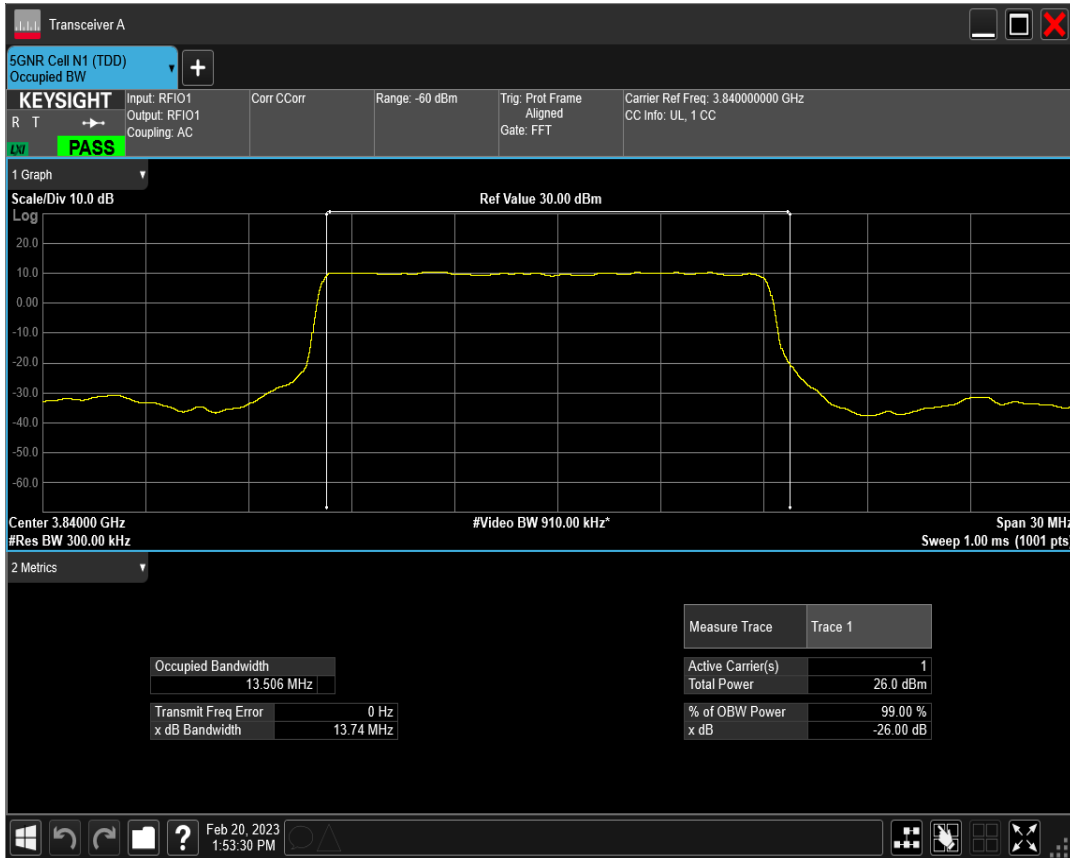 Transceiver A
5GNR Cell N1 (TDD)
Occupied BW
+
KEYSIGHT
R T
LXI
PASS
Input: RFIO1
Output: RFIO1
Coupling: AC
Corr CCorr
Range: -60 dBm
Trig: Prot Frame
Aligned
Gate: FFT
Carrier Ref Freq: 3.840000000 GHz
CC Info: UL, 1 CC
1 Graph
Scale/Div 10.0 dB
Ref Value 30.00 dBm
Log
20.0
10.0
0.00
-10.0
-20.0
-30.0
-40.0
-50.0
-60.0
Center 3.84000 GHz
#Video BW 910.00 kHz*
Span 30 MHz
#Res BW 300.00 kHz
Sweep 1.00 ms (1001 pts)
2 Metrics
Measure Trace Trace 1
Occupied Bandwidth
13.506 MHz
Active Carrier(s) 1
Total Power 26.0 dBm
Transmit Freq Error 0 Hz
x dB Bandwidth 13.74 MHz
% of OBW Power 99.00 %
x dB -26.00 dB
?
Feb 20, 2023
1:53:30 PM